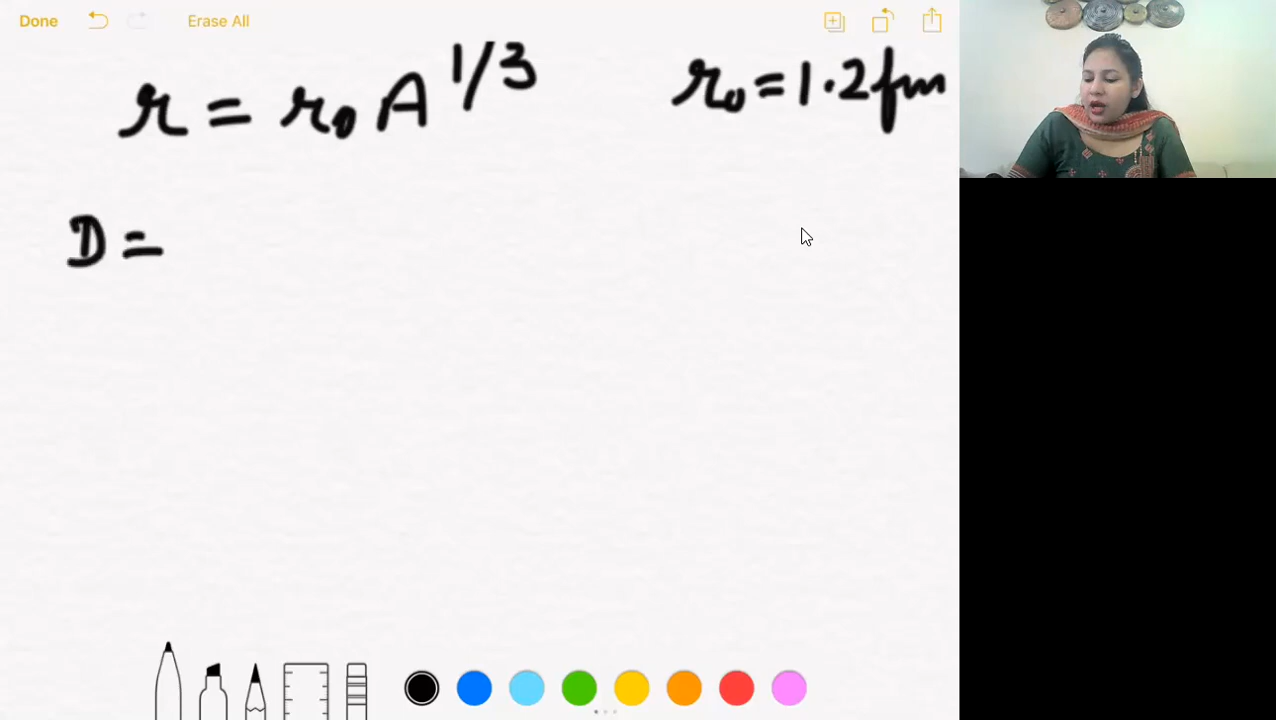 Done Erase All
r = r₀ A^1/3 r₀ = 1.2 fm
D =